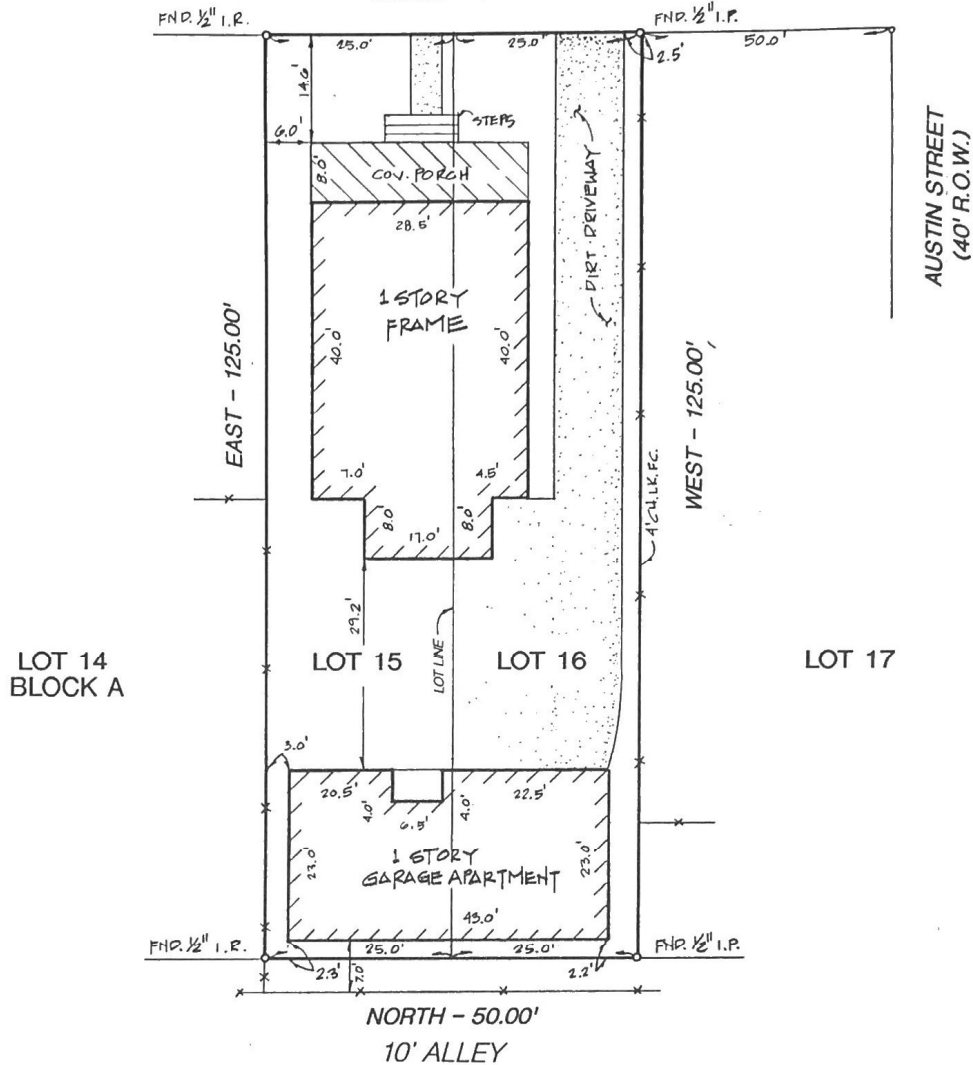 FND. 1/2" I.R.
FND. 1/2" I.P.
25.0'
25.0'
2.5'
50.0'
14.6'
6.0'
STEPS
8.0'
COV. PORCH
28.5'
DIRT DRIVEWAY
AUSTIN STREET
(40' R.O.W.)
1 STORY
FRAME
40.0'
40.0'
EAST - 125.00'
WEST - 125.00'
7.0'
4.5'
8.0'
17.0'
8.0'
4' CH. LK. FC.
29.2'
LOT LINE
LOT 14
BLOCK A
LOT 15
LOT 16
LOT 17
3.0'
20.5'
4.0'
6.5'
4.0'
22.5'
23.0'
1 STORY
GARAGE APARTMENT
23.0'
43.0'
FND. 1/2" I.R.
25.0'
25.0'
FND. 1/2" I.P.
2.3'
7.0'
2.2'
NORTH - 50.00'
10' ALLEY